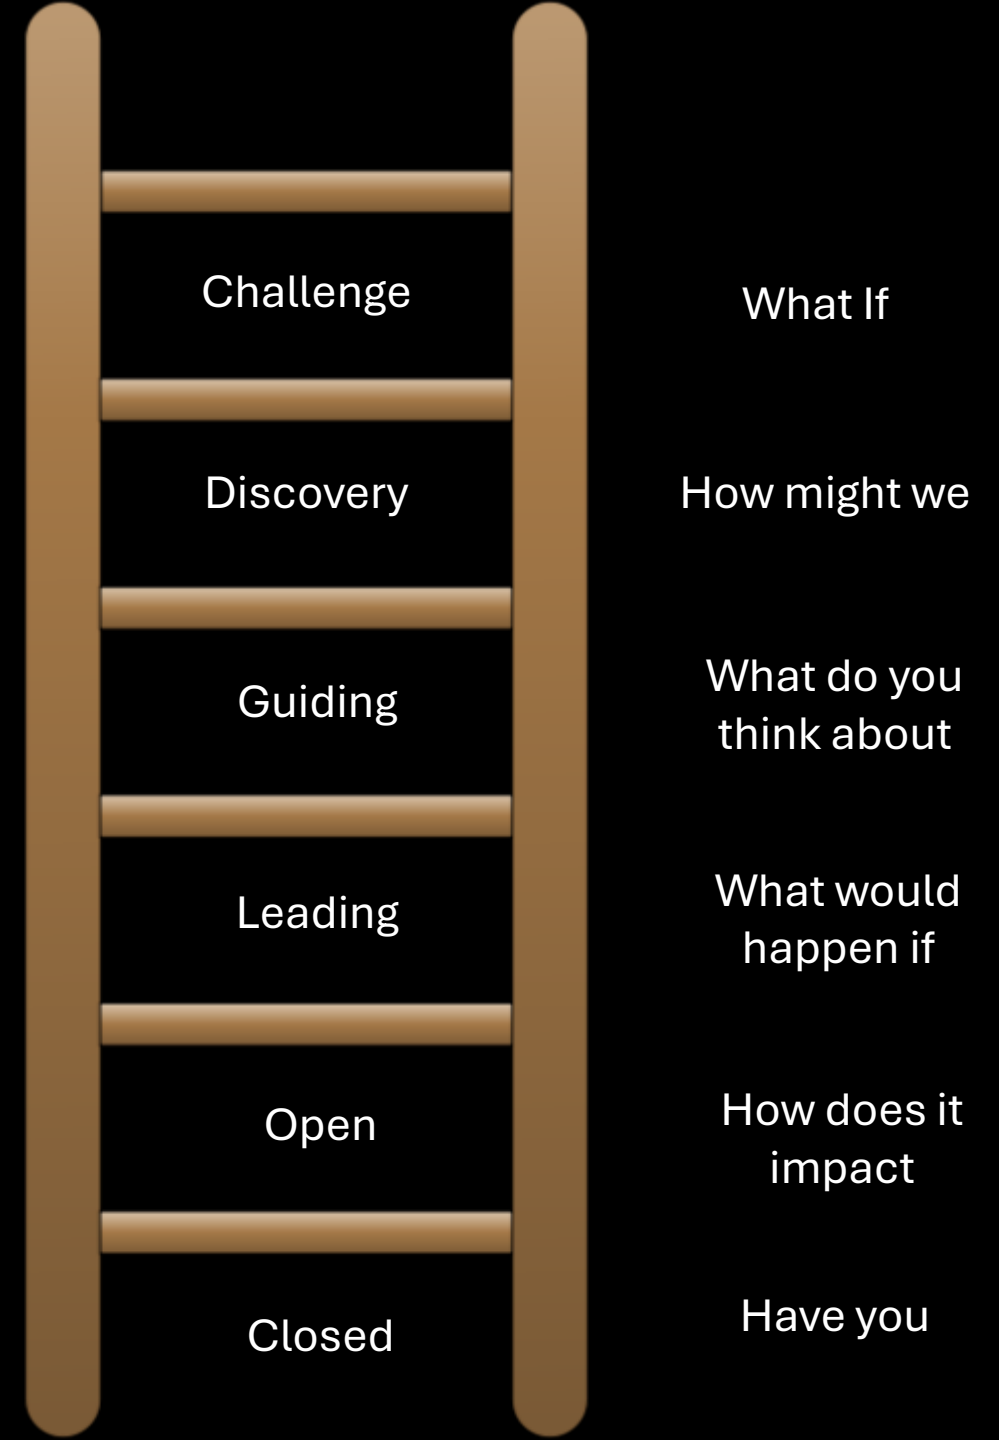 Challenge
What If
Discovery
How might we
Guiding
What do you
think about
Leading
What would
happen if
Open
How does it
impact
Closed
Have you